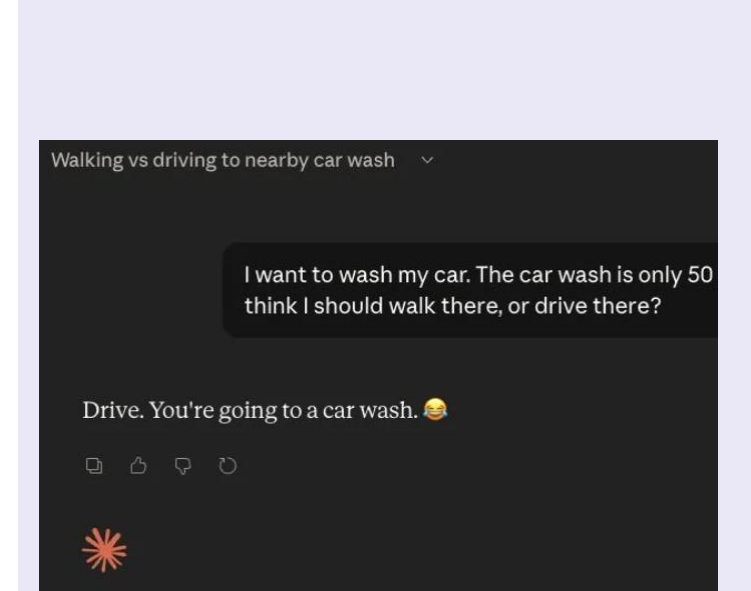 Walking vs driving to nearby car wash
I want to wash my car. The car wash is only 50
think I should walk there, or drive there?
Drive. You're going to a car wash. 😂